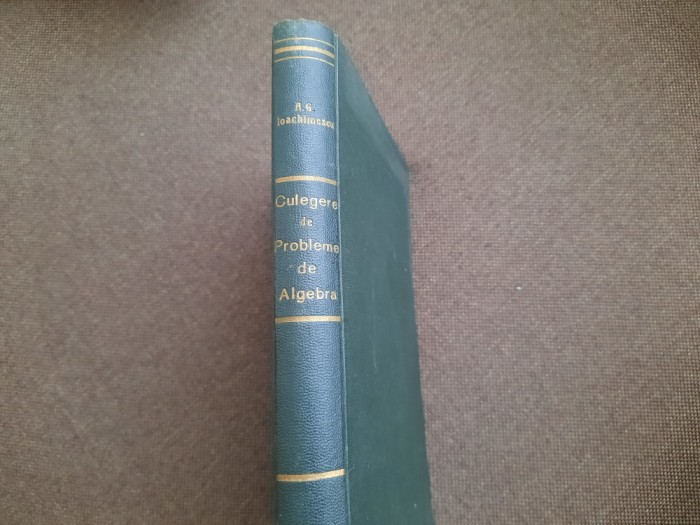 A.G.
Ioachimescu
Culegere
de
Probleme
de
Algebra